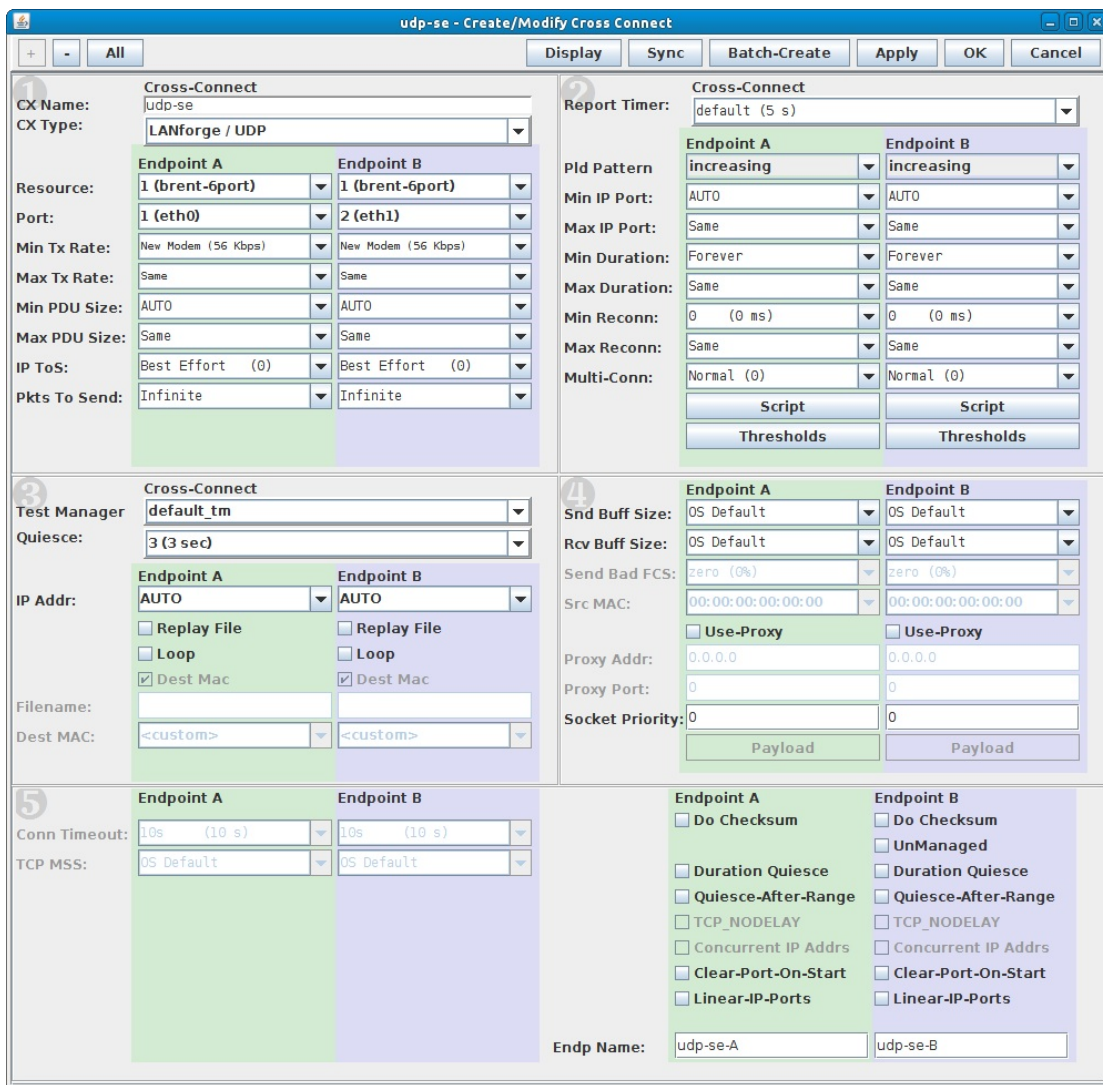 udp-se - Create/Modify Cross Connect
+ - All Display Sync Batch-Create Apply OK Cancel
1
Cross-Connect
CX Name: udp-se
CX Type: LANforge / UDP
Endpoint A Endpoint B
Resource: 1 (brent-6port) 1 (brent-6port)
Port: 1 (eth0) 2 (eth1)
Min Tx Rate: New Modem (56 Kbps) New Modem (56 Kbps)
Max Tx Rate: Same Same
Min PDU Size: AUTO AUTO
Max PDU Size: Same Same
IP ToS: Best Effort (0) Best Effort (0)
Pkts To Send: Infinite Infinite
2
Cross-Connect
Report Timer: default (5 s)
Endpoint A Endpoint B
Pld Pattern increasing increasing
Min IP Port: AUTO AUTO
Max IP Port: Same Same
Min Duration: Forever Forever
Max Duration: Same Same
Min Reconn: 0 (0 ms) 0 (0 ms)
Max Reconn: Same Same
Multi-Conn: Normal (0) Normal (0)
Script Script
Thresholds Thresholds
3
Cross-Connect
Test Manager default_tm
Quiesce: 3 (3 sec)
Endpoint A Endpoint B
IP Addr: AUTO AUTO
Replay File Replay File
Loop Loop
Dest Mac Dest Mac
Filename:
Dest MAC: <custom> <custom>
4
Endpoint A Endpoint B
Snd Buff Size: OS Default OS Default
Rcv Buff Size: OS Default OS Default
Send Bad FCS: zero (0%) zero (0%)
Src MAC: 00:00:00:00:00:00 00:00:00:00:00:00
Use-Proxy Use-Proxy
Proxy Addr: 0.0.0.0 0.0.0.0
Proxy Port: 0 0
Socket Priority: 0 0
Payload Payload
5
Endpoint A Endpoint B
Conn Timeout: 10s (10 s) 10s (10 s)
TCP MSS: OS Default OS Default
Endpoint A Endpoint B
Do Checksum Do Checksum
UnManaged
Duration Quiesce Duration Quiesce
Quiesce-After-Range Quiesce-After-Range
TCP_NODELAY TCP_NODELAY
Concurrent IP Addrs Concurrent IP Addrs
Clear-Port-On-Start Clear-Port-On-Start
Linear-IP-Ports Linear-IP-Ports
Endp Name: udp-se-A udp-se-B